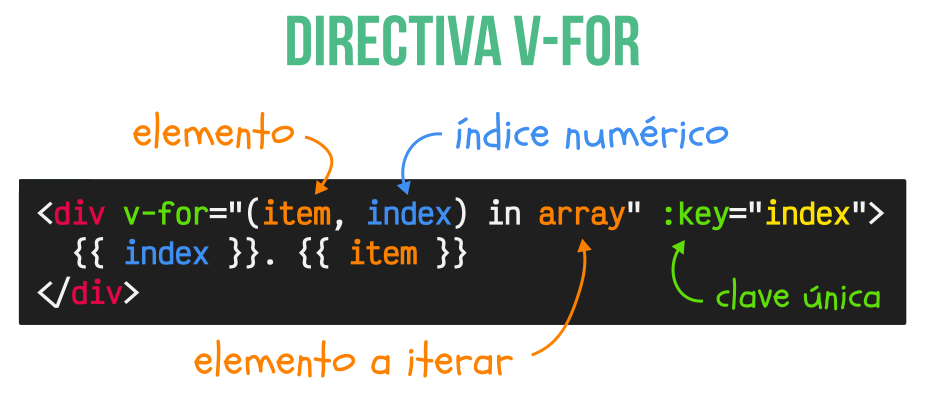 DIRECTIVA V-FOR
elemento
índice numérico
<div v-for="(item, index) in array" :key="index">
{{ index }}. {{ item }}
</div>
clave única
elemento a iterar